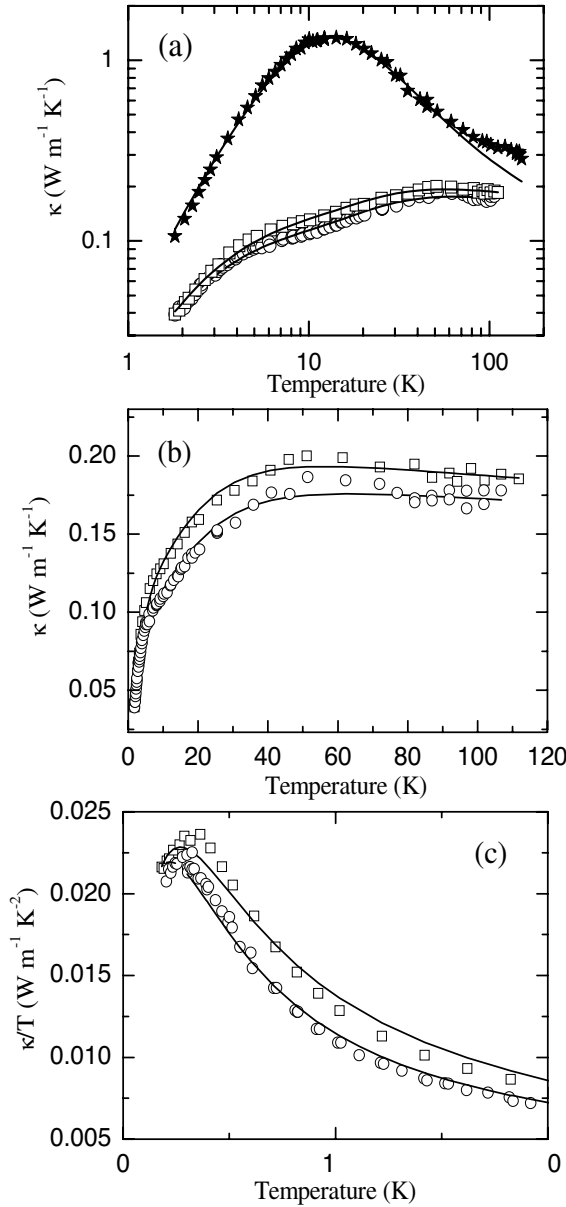 (a)
1
0.1
κ (W m⁻¹ K⁻¹)
1 10 100
Temperature (K)
(b)
0.20
0.15
0.10
0.05
κ (W m⁻¹ K⁻¹)
0 20 40 60 80 100 120
Temperature (K)
(c)
0.025
0.020
0.015
0.010
0.005
κ/T (W m⁻¹ K⁻²)
0 1 0
Temperature (K)